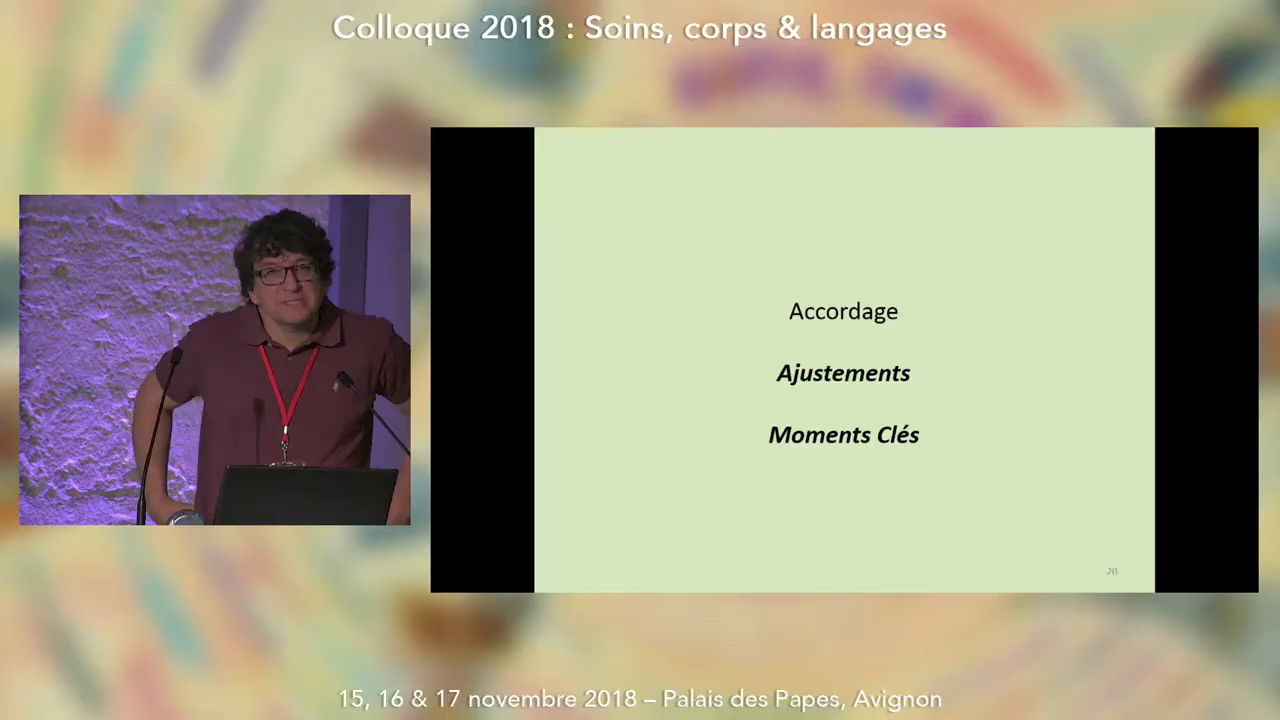 Colloque 2018 : Soins, corps & langages
Accordage
Ajustements
Moments Clés
20
15, 16 & 17 novembre 2018 – Palais des Papes, Avignon